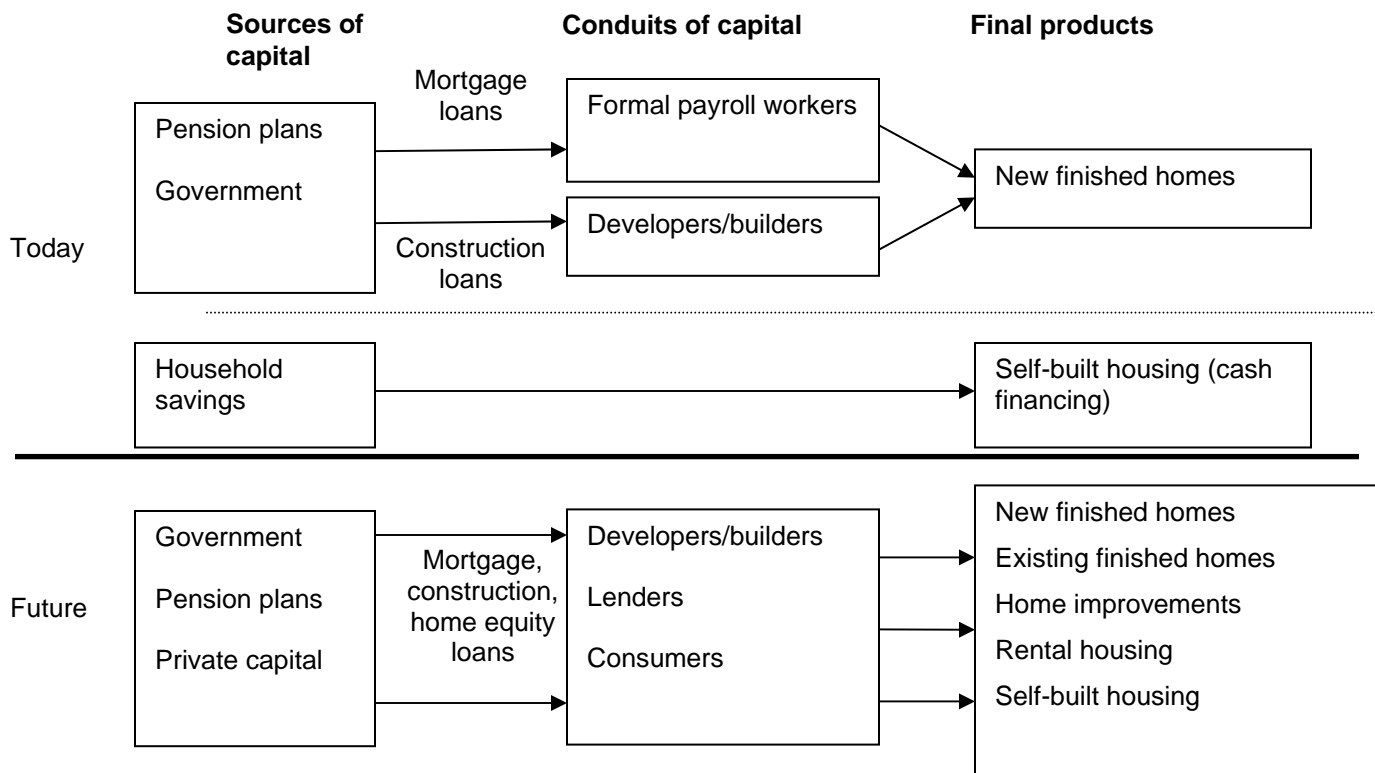 Sources of
capital
Conduits of capital
Final products
Today
Pension plans
Government
Mortgage
loans
Construction
loans
Formal payroll workers
Developers/builders
New finished homes
Household
savings
Self-built housing (cash
financing)
Future
Government
Pension plans
Private capital
Mortgage,
construction,
home equity
loans
Developers/builders
Lenders
Consumers
New finished homes
Existing finished homes
Home improvements
Rental housing
Self-built housing